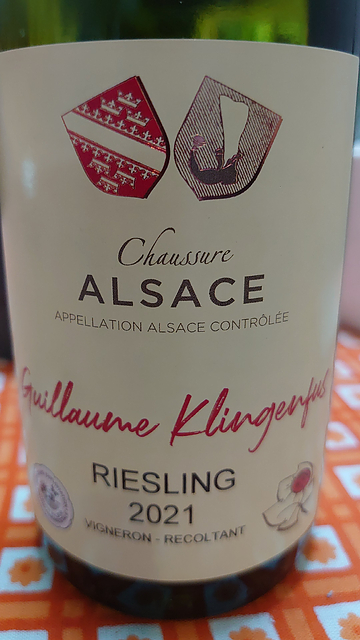 Chaussure
ALSACE
APPELLATION ALSACE CONTRÔLÉE
Guillaume Klingenfus
RIESLING
2021
VIGNERON - RECOLTANT